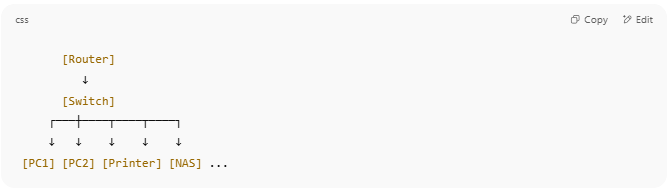 css
Copy Edit
[Router]
↓
[Switch]
┌───┼────┬────┬────┐
↓ ↓ ↓ ↓ ↓
[PC1] [PC2] [Printer] [NAS] ...